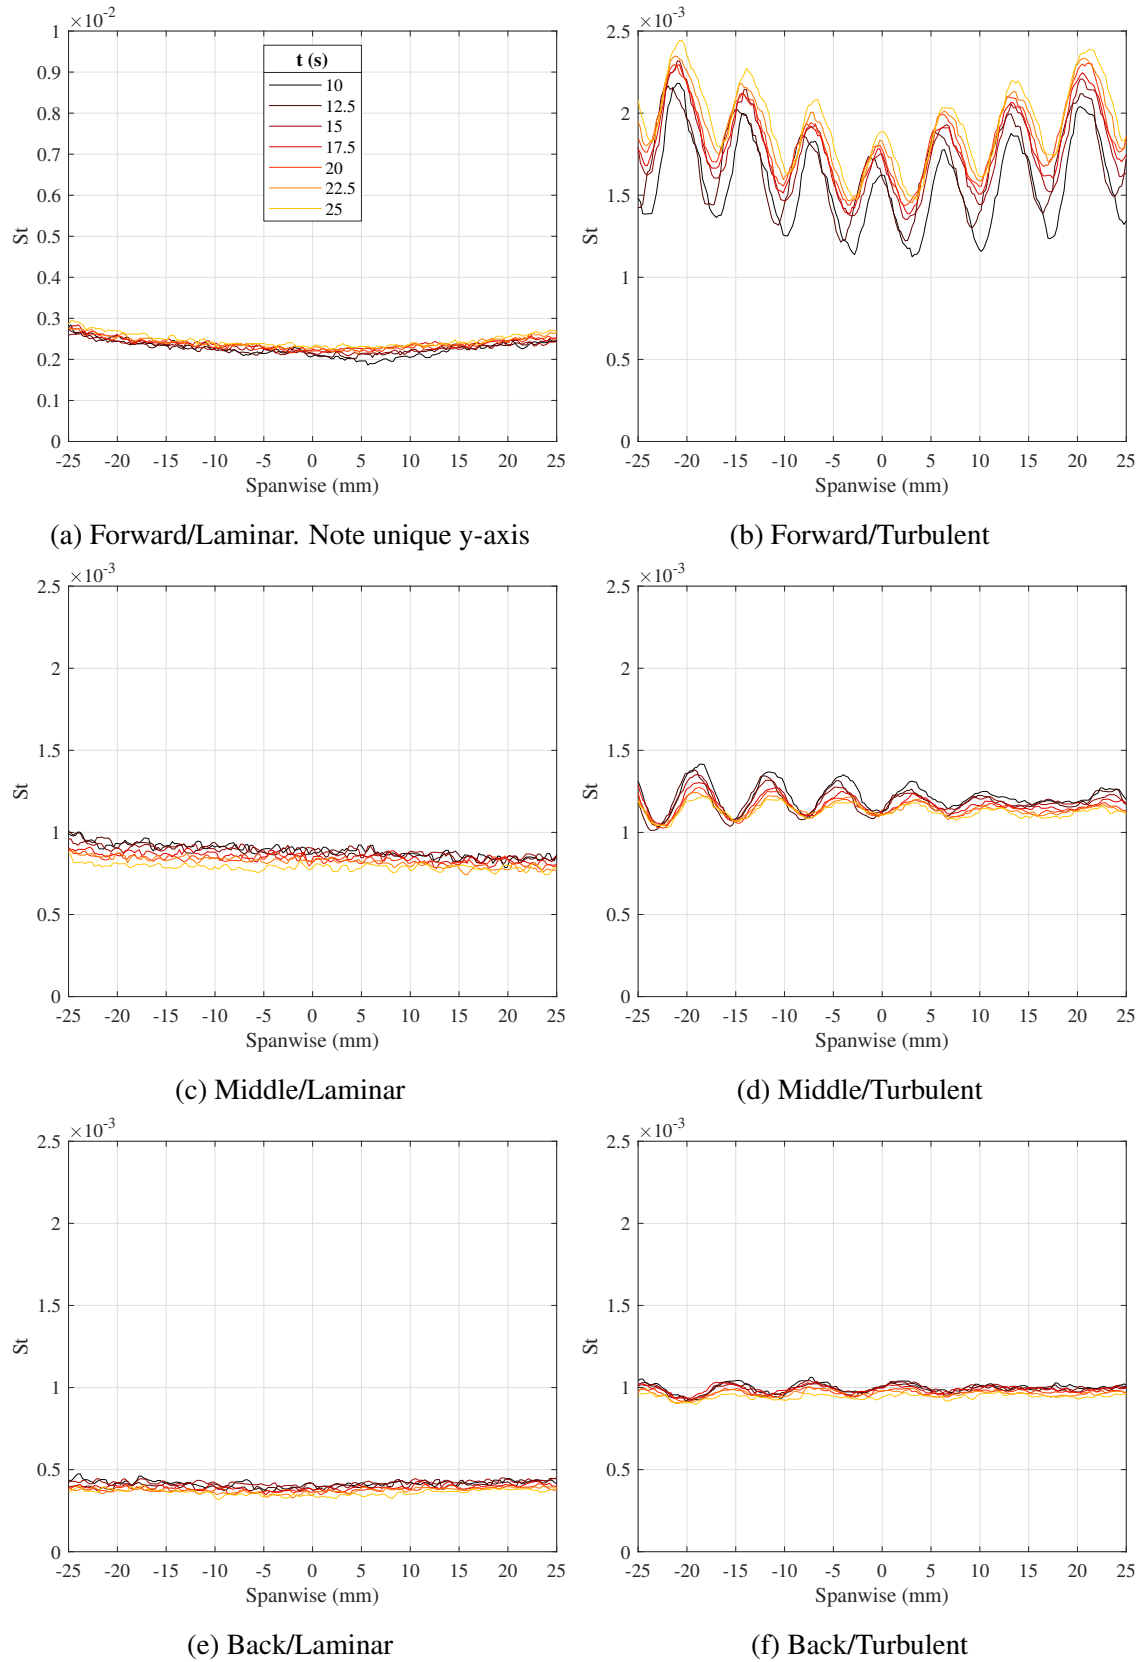 ×10⁻²
1
0.9
0.8
0.7
0.6
0.5
0.4
0.3
0.2
0.1
0
St
t (s)
10
12.5
15
17.5
20
22.5
25
-25 -20 -15 -10 -5 0 5 10 15 20 25
Spanwise (mm)
(a) Forward/Laminar. Note unique y-axis
×10⁻³
2.5
2
1.5
1
0.5
0
St
-25 -20 -15 -10 -5 0 5 10 15 20 25
Spanwise (mm)
(b) Forward/Turbulent
×10⁻³
2.5
2
1.5
1
0.5
0
St
-25 -20 -15 -10 -5 0 5 10 15 20 25
Spanwise (mm)
(c) Middle/Laminar
×10⁻³
2.5
2
1.5
1
0.5
0
St
-25 -20 -15 -10 -5 0 5 10 15 20 25
Spanwise (mm)
(d) Middle/Turbulent
×10⁻³
2.5
2
1.5
1
0.5
0
St
-25 -20 -15 -10 -5 0 5 10 15 20 25
Spanwise (mm)
(e) Back/Laminar
×10⁻³
2.5
2
1.5
1
0.5
0
St
-25 -20 -15 -10 -5 0 5 10 15 20 25
Spanwise (mm)
(f) Back/Turbulent